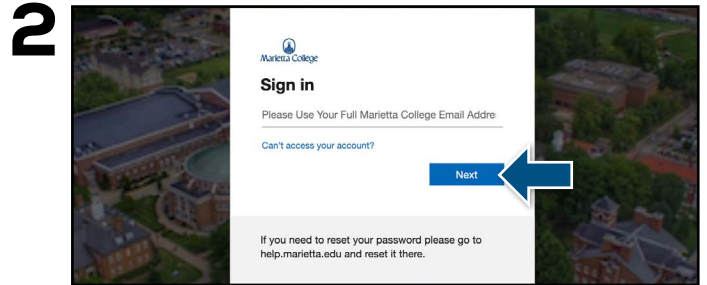 2
Marietta College
Sign in
Please Use Your Full Marietta College Email Addre
Can't access your account?
Next
If you need to reset your password please go to
help.marietta.edu and reset it there.